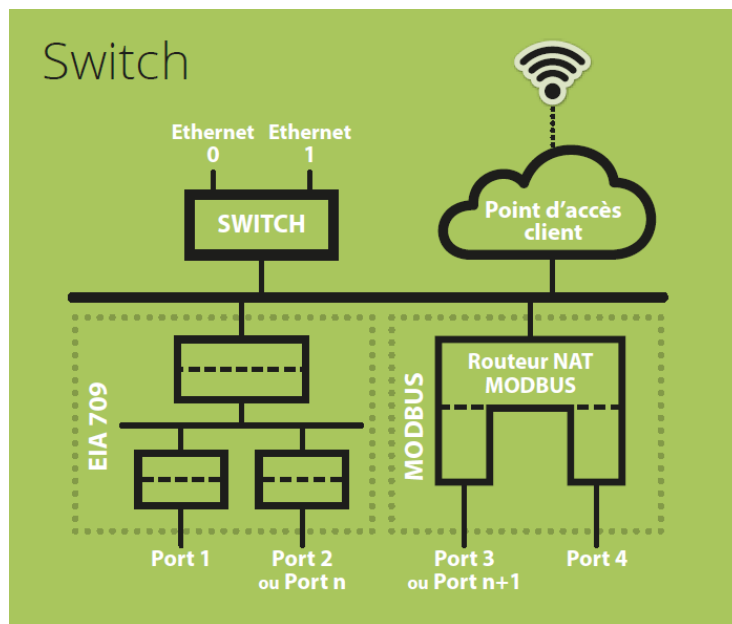 Switch
Ethernet Ethernet
0 1
SWITCH
Point d'accès
client
EIA 709
MODBUS
Routeur NAT
MODBUS
Port 1
Port 2
ou Port n
Port 3
ou Port n+1
Port 4